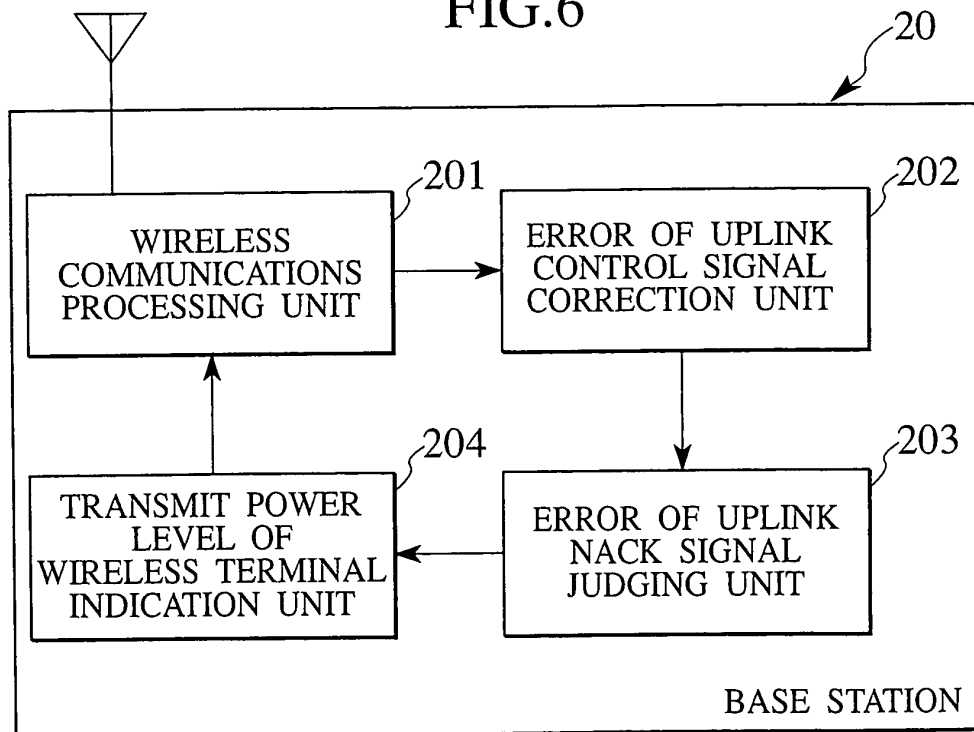 FIG.6
20
201
WIRELESS
COMMUNICATIONS
PROCESSING UNIT
202
ERROR OF UPLINK
CONTROL SIGNAL
CORRECTION UNIT
204
TRANSMIT POWER
LEVEL OF
WIRELESS TERMINAL
INDICATION UNIT
203
ERROR OF UPLINK
NACK SIGNAL
JUDGING UNIT
BASE STATION